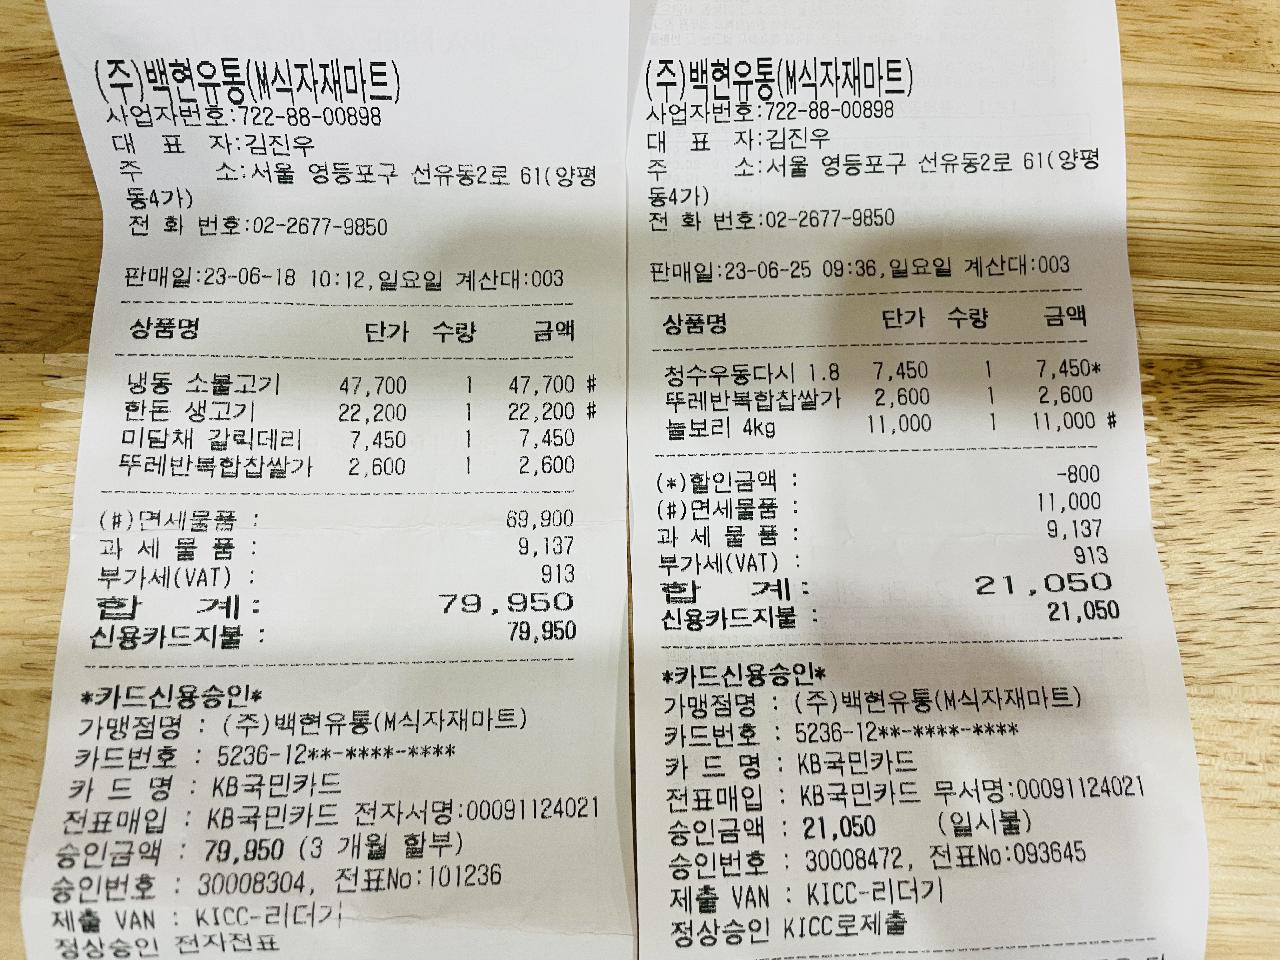 (주)백현유통(M식자재마트)
사업자번호:722-88-00898
대 표 자:김진우
주 소:서울 영등포구 선유동2로 61(양평
동4가)
전 화 번호:02-2677-9850
판매일:23-06-18 10:12,일요일 계산대:003
상품명 단가 수량 금액
냉동 소불고기 47,700 1 47,700 #
한돈 생고기 22,200 1 22,200 #
미담채 갈릭데리 7,450 1 7,450
뚜레반복합찹쌀가 2,600 1 2,600
(#)면세물품 : 69,900
과 세 물 품 : 9,137
부가세(VAT) : 913
합 계: 79,950
신용카드지불 : 79,950
*카드신용승인*
가맹점명 : (주)백현유통(M식자재마트)
카드번호 : 5236-12**-****-****
카 드 명 : KB국민카드
전표매입 : KB국민카드 전자서명:00091124021
승인금액 : 79,950 (3 개월 할부)
승인번호 : 30008304, 전표No:101236
제출 VAN : KICC-리더기
정상승인 전자전표
(주)백현유통(M식자재마트)
사업자번호:722-88-00898
대 표 자:김진우
주 소:서울 영등포구 선유동2로 61(양평
동4가)
전 화 번호:02-2677-9850
판매일:23-06-25 09:36,일요일 계산대:003
상품명 단가 수량 금액
청수우동다시 1.8 7,450 1 7,450*
뚜레반복합찹쌀가 2,600 1 2,600
늘보리 4kg 11,000 1 11,000 #
(*)할인금액 : -800
(#)면세물품 : 11,000
과 세 물 품 : 9,137
부가세(VAT) : 913
합 계: 21,050
신용카드지불 : 21,050
*카드신용승인*
가맹점명 : (주)백현유통(M식자재마트)
카드번호 : 5236-12**-****-****
카 드 명 : KB국민카드
전표매입 : KB국민카드 무서명:00091124021
승인금액 : 21,050 (일시불)
승인번호 : 30008472, 전표No:093645
제출 VAN : KICC-리더기
정상승인 KICC로제출